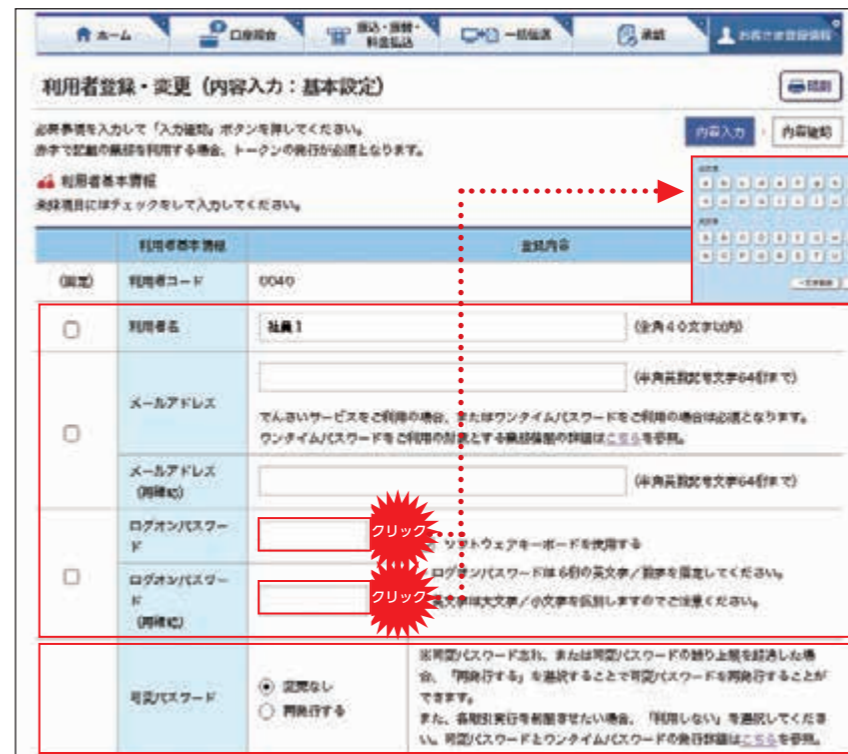 ホーム
口座照会
振込・振替・
料金払込
一括伝送
承認
お客さま登録情報
利用者登録・変更（内容入力：基本設定）
印刷
必要事項を入力して「入力確認」ボタンを押してください。
赤字で記載の業務を利用する場合、トークンの発行が必須となります。
内容入力
内容確認
利用者基本情報
未採項目にはチェックをして入力してください。
利用者基本情報
登録内容
(固定)
利用者コード
0040
利用者名
社員1
(全角40文字以内)
メールアドレス
(半角英数記号文字64桁まで)
でんさいサービスをご利用の場合、またはワンタイムパスワードをご利用の場合は必須となります。
ワンタイムパスワードをご利用の対象とする業務権限の詳細はこちらを参照。
メールアドレス
(再確認)
(半角英数記号文字64桁まで)
ログオンパスワー
ド
クリック
ソフトウェアキーボードを使用する
ログオンパスワー
ド
(再確認)
クリック
ログオンパスワードは6桁の英文字／数字を指定してください。
英文字は大文字／小文字を区別しますのでご注意ください。
可変パスワード
変更なし
再発行する
※可変パスワード忘れ、または可変パスワードの誤り上限を超過した場
合、「再発行する」を選択することで可変パスワードを再発行することが
できます。
また、各取引実行を制限させたい場合、「利用しない」を選択してくださ
い。可変パスワードとワンタイムパスワードの発行詳細はこちらを参照。